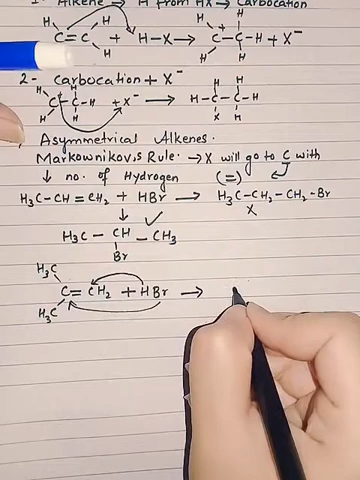 1- Alkene → H from HX → Carbocation
H H H + H
C = C + H-X → C-C-H + X⁻
H H H H
2- Carbocation + X⁻
H + H H H
C-C-H + X⁻ → H-C-C-H
H H X H
Asymmetrical Alkenes.
Markownikov,s Rule. → X will go to C with
↓ no. of Hydrogen (=)
H₃C-CH=CH₂ + HBr → H₃C-CH₂-CH₂-Br
↓ ✓ X
H₃C - CH - CH₃
Br
H₃C
C=CH₂ + HBr →
H₃C